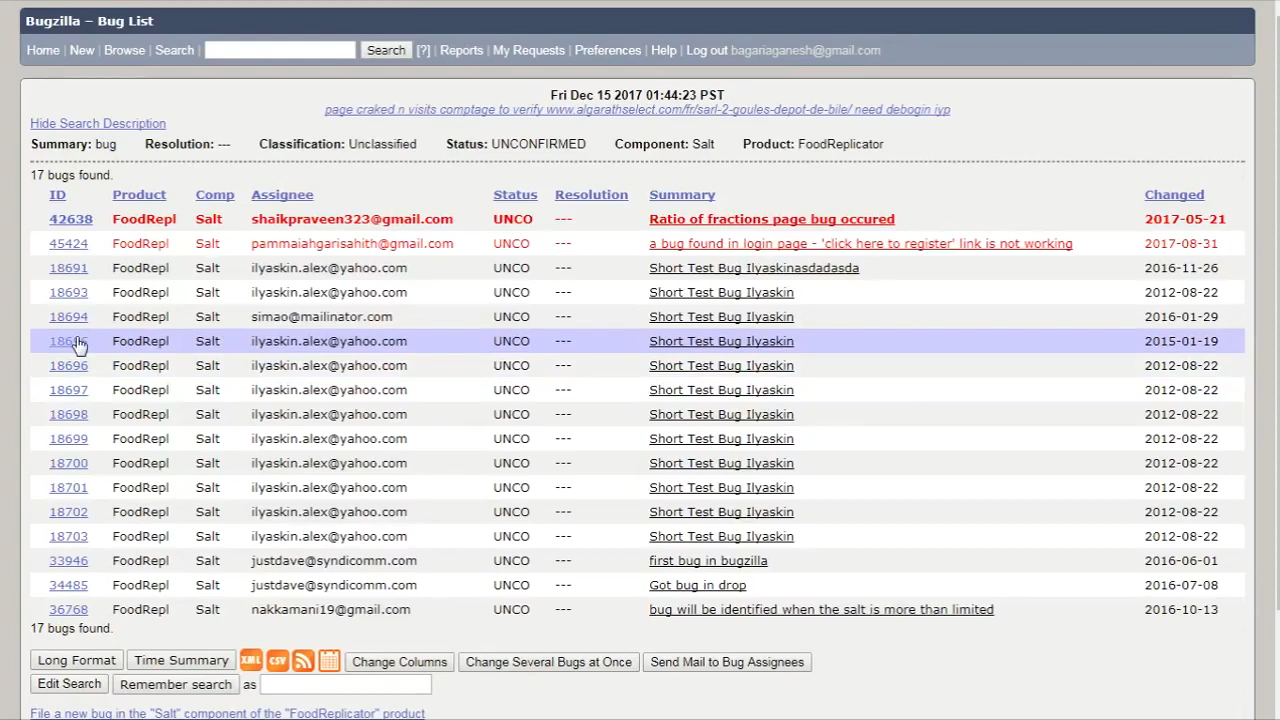 Bugzilla – Bug List
Home | New | Browse | Search | Search [?] | Reports | My Requests | Preferences | Help | Log out bagariaganesh@gmail.com
Fri Dec 15 2017 01:44:23 PST
page craked n visits comptage to verify www.algarathselect.com/fr/sarl-2-goules-depot-de-bile/ need debogin iyp
Hide Search Description
Summary: bug Resolution: --- Classification: Unclassified Status: UNCONFIRMED Component: Salt Product: FoodReplicator
17 bugs found.
ID Product Comp Assignee Status Resolution Summary Changed
42638 FoodRepl Salt shaikpraveen323@gmail.com UNCO --- Ratio of fractions page bug occured 2017-05-21
45424 FoodRepl Salt pammaiahgarisahith@gmail.com UNCO --- a bug found in login page - 'click here to register' link is not working 2017-08-31
18691 FoodRepl Salt ilyaskin.alex@yahoo.com UNCO --- Short Test Bug Ilyaskinasdadasda 2016-11-26
18693 FoodRepl Salt ilyaskin.alex@yahoo.com UNCO --- Short Test Bug Ilyaskin 2012-08-22
18694 FoodRepl Salt simao@mailinator.com UNCO --- Short Test Bug Ilyaskin 2016-01-29
FoodRepl Salt ilyaskin.alex@yahoo.com UNCO --- Short Test Bug Ilyaskin 2015-01-19
18696 FoodRepl Salt ilyaskin.alex@yahoo.com UNCO --- Short Test Bug Ilyaskin 2012-08-22
18697 FoodRepl Salt ilyaskin.alex@yahoo.com UNCO --- Short Test Bug Ilyaskin 2012-08-22
18698 FoodRepl Salt ilyaskin.alex@yahoo.com UNCO --- Short Test Bug Ilyaskin 2012-08-22
18699 FoodRepl Salt ilyaskin.alex@yahoo.com UNCO --- Short Test Bug Ilyaskin 2012-08-22
18700 FoodRepl Salt ilyaskin.alex@yahoo.com UNCO --- Short Test Bug Ilyaskin 2012-08-22
18701 FoodRepl Salt ilyaskin.alex@yahoo.com UNCO --- Short Test Bug Ilyaskin 2012-08-22
18702 FoodRepl Salt ilyaskin.alex@yahoo.com UNCO --- Short Test Bug Ilyaskin 2012-08-22
18703 FoodRepl Salt ilyaskin.alex@yahoo.com UNCO --- Short Test Bug Ilyaskin 2012-08-22
33946 FoodRepl Salt justdave@syndicomm.com UNCO --- first bug in bugzilla 2016-06-01
34485 FoodRepl Salt justdave@syndicomm.com UNCO --- Got bug in drop 2016-07-08
36768 FoodRepl Salt nakkamani19@gmail.com UNCO --- bug will be identified when the salt is more than limited 2016-10-13
17 bugs found.
Long Format Time Summary XML CSV Change Columns Change Several Bugs at Once Send Mail to Bug Assignees
Edit Search Remember search as
File a new bug in the "Salt" component of the "FoodReplicator" product